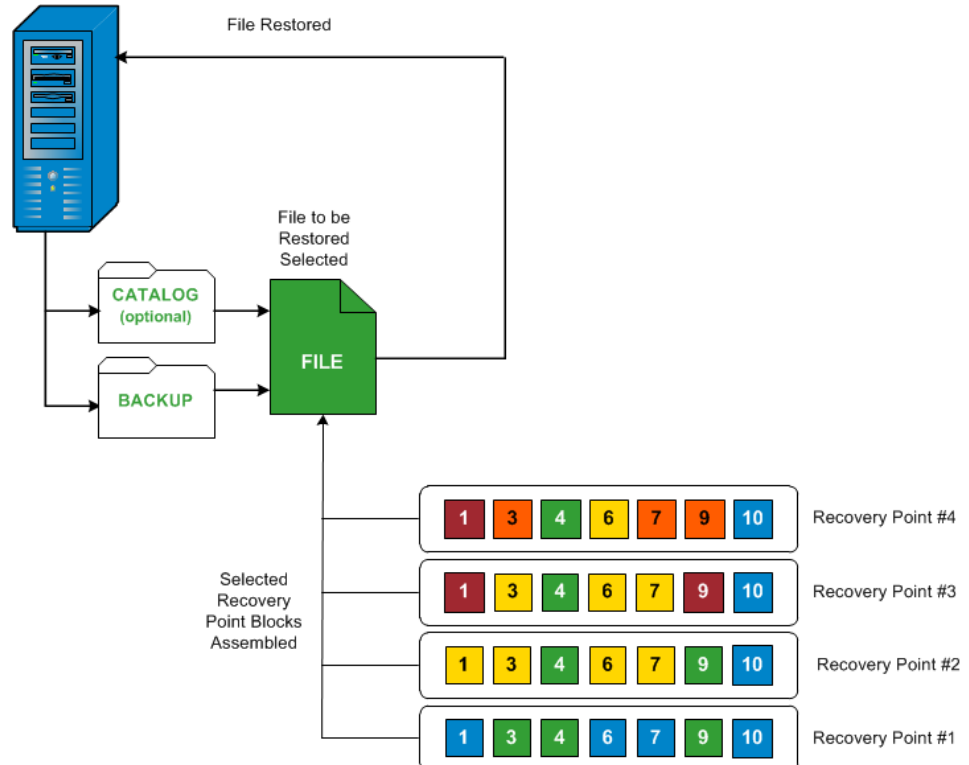 File Restored
File to be
Restored
Selected
CATALOG
(optional)
FILE
BACKUP
1 3 4 6 7 9 10
Recovery Point #4
Selected
Recovery
Point Blocks
Assembled
1 3 4 6 7 9 10
Recovery Point #3
1 3 4 6 7 9 10
Recovery Point #2
1 3 4 6 7 9 10
Recovery Point #1